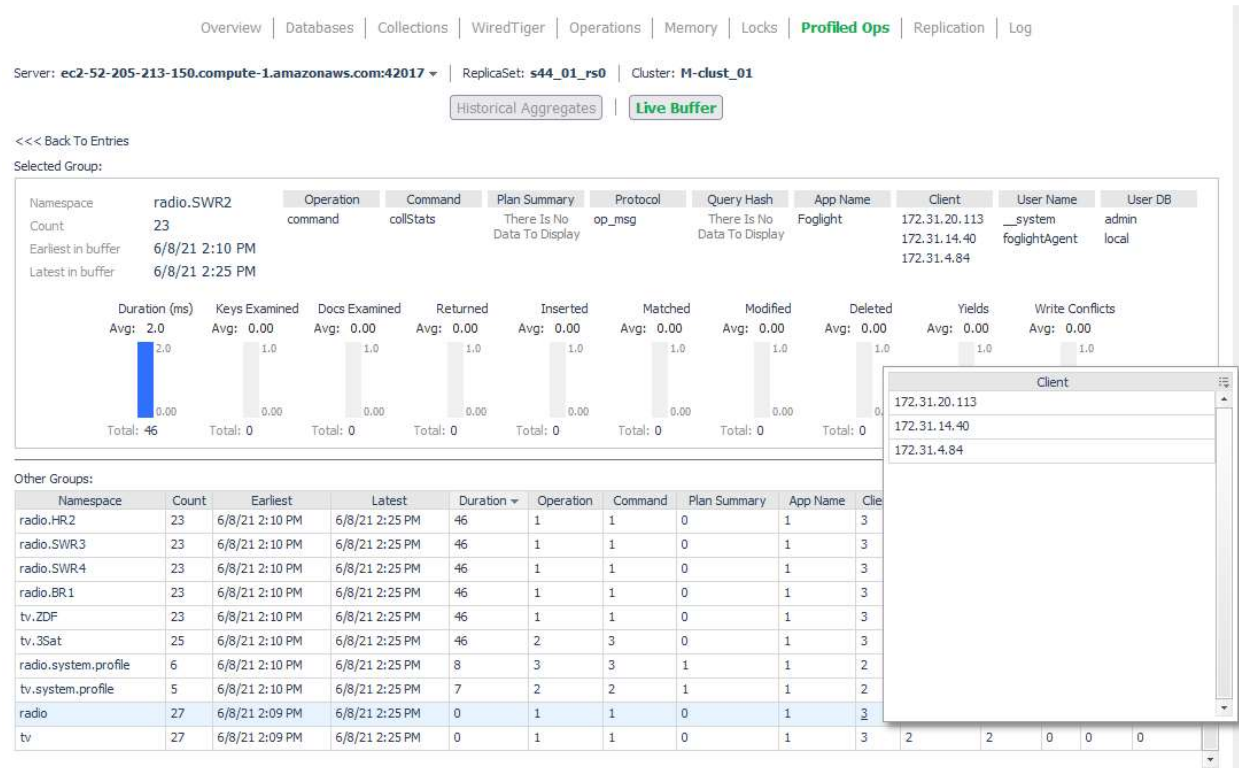 Overview | Databases | Collections | WiredTiger | Operations | Memory | Locks | Profiled Ops | Replication | Log
Server: ec2-52-205-213-150.compute-1.amazonaws.com:42017 | ReplicaSet: s44_01_rs0 | Cluster: M-clust_01
Historical Aggregates | Live Buffer
<<< Back To Entries
Selected Group:
Namespace radio.SWR2
Count 23
Earliest in buffer 6/8/21 2:10 PM
Latest in buffer 6/8/21 2:25 PM
Operation Command Plan Summary Protocol Query Hash App Name Client User Name User DB
command collStats There Is No op_msg There Is No Foglight 172.31.20.113 __system admin
Data To Display Data To Display 172.31.14.40 foglightAgent local
172.31.4.84
Duration (ms) Keys Examined Docs Examined Returned Inserted Matched Modified Deleted Yields Write Conflicts
Avg: 2.0 Avg: 0.00 Avg: 0.00 Avg: 0.00 Avg: 0.00 Avg: 0.00 Avg: 0.00 Avg: 0.00 Avg: 0.00 Avg: 0.00
2.0 1.0 1.0 1.0 1.0 1.0 1.0 1.0 1.0 1.0
0.00 0.00 0.00 0.00 0.00 0.00 0.00
Total: 46 Total: 0 Total: 0 Total: 0 Total: 0 Total: 0 Total: 0 Total: 0
Client
172.31.20.113
172.31.14.40
172.31.4.84
Other Groups:
Namespace Count Earliest Latest Duration Operation Command Plan Summary App Name Clie
radio.HR2 23 6/8/21 2:10 PM 6/8/21 2:25 PM 46 1 1 0 1 3
radio.SWR3 23 6/8/21 2:10 PM 6/8/21 2:25 PM 46 1 1 0 1 3
radio.SWR4 23 6/8/21 2:10 PM 6/8/21 2:25 PM 46 1 1 0 1 3
radio.BR1 23 6/8/21 2:10 PM 6/8/21 2:25 PM 46 1 1 0 1 3
tv.ZDF 23 6/8/21 2:10 PM 6/8/21 2:25 PM 46 1 1 0 1 3
tv.3Sat 25 6/8/21 2:10 PM 6/8/21 2:25 PM 46 2 3 0 1 3
radio.system.profile 6 6/8/21 2:10 PM 6/8/21 2:25 PM 8 3 3 1 1 2
tv.system.profile 5 6/8/21 2:10 PM 6/8/21 2:25 PM 7 2 2 1 1 2
radio 27 6/8/21 2:09 PM 6/8/21 2:25 PM 0 1 1 0 1 3
tv 27 6/8/21 2:09 PM 6/8/21 2:25 PM 0 1 1 0 1 3 2 2 0 0 0